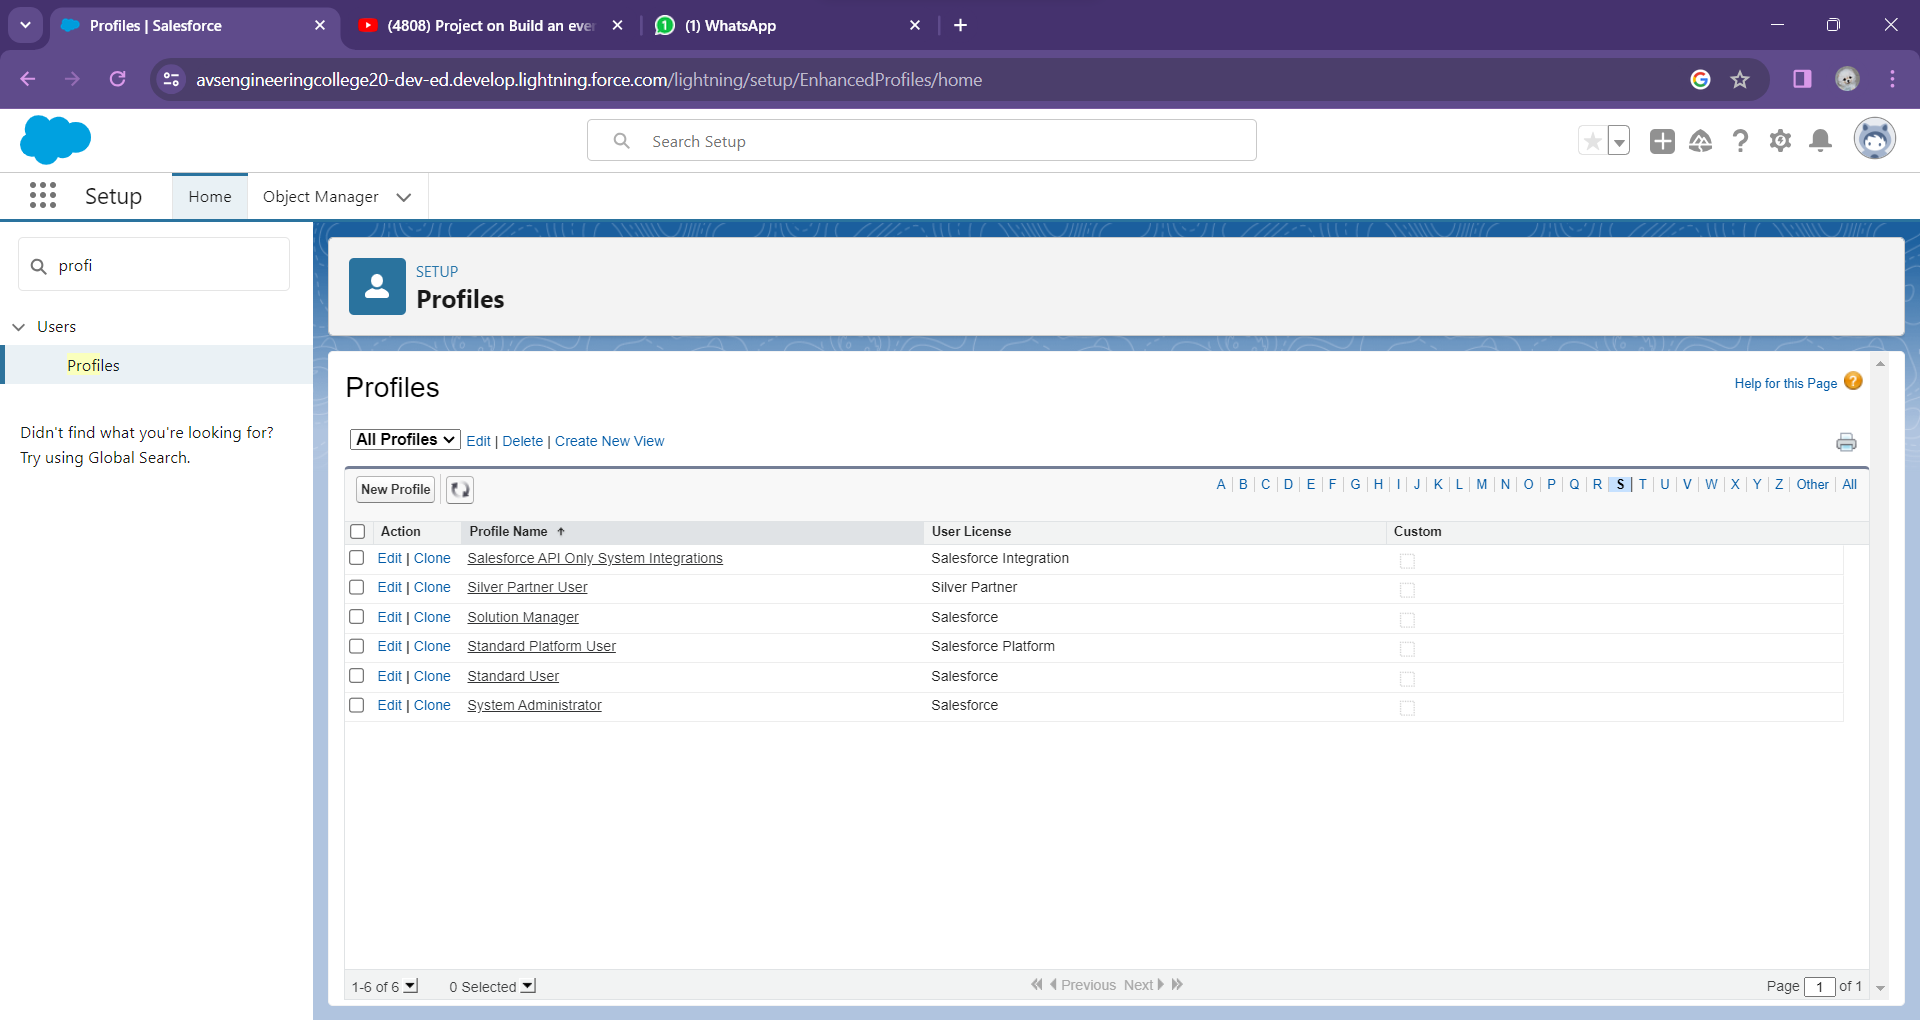 Profiles | Salesforce
(4808) Project on Build an eve
(1) WhatsApp
avsengineeringcollege20-dev-ed.develop.lightning.force.com/lightning/setup/EnhancedProfiles/home
Search Setup
Setup
Home
Object Manager
profi
Users
Profiles
Didn't find what you're looking for?
Try using Global Search.
SETUP
Profiles
Profiles
Help for this Page ?
All Profiles Edit | Delete | Create New View
New Profile
A | B | C | D | E | F | G | H | I | J | K | L | M | N | O | P | Q | R | S | T | U | V | W | X | Y | Z | Other | All
Action Profile Name ↑ User License Custom
Edit | Clone Salesforce API Only System Integrations Salesforce Integration
Edit | Clone Silver Partner User Silver Partner
Edit | Clone Solution Manager Salesforce
Edit | Clone Standard Platform User Salesforce Platform
Edit | Clone Standard User Salesforce
Edit | Clone System Administrator Salesforce
1-6 of 6 0 Selected Previous Next Page 1 of 1